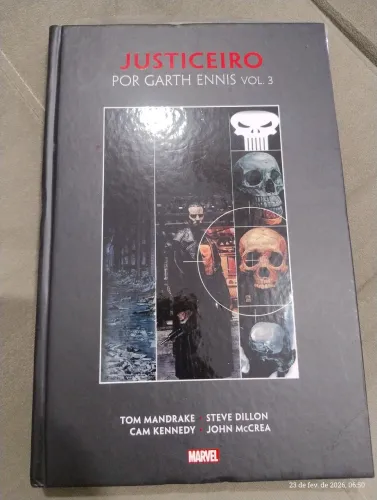 JUSTICEIRO
POR GARTH ENNIS VOL. 3
TOM MANDRAKE · STEVE DILLON
CAM KENNEDY · JOHN McCREA
MARVEL
23 de fev. de 2026, 06:50